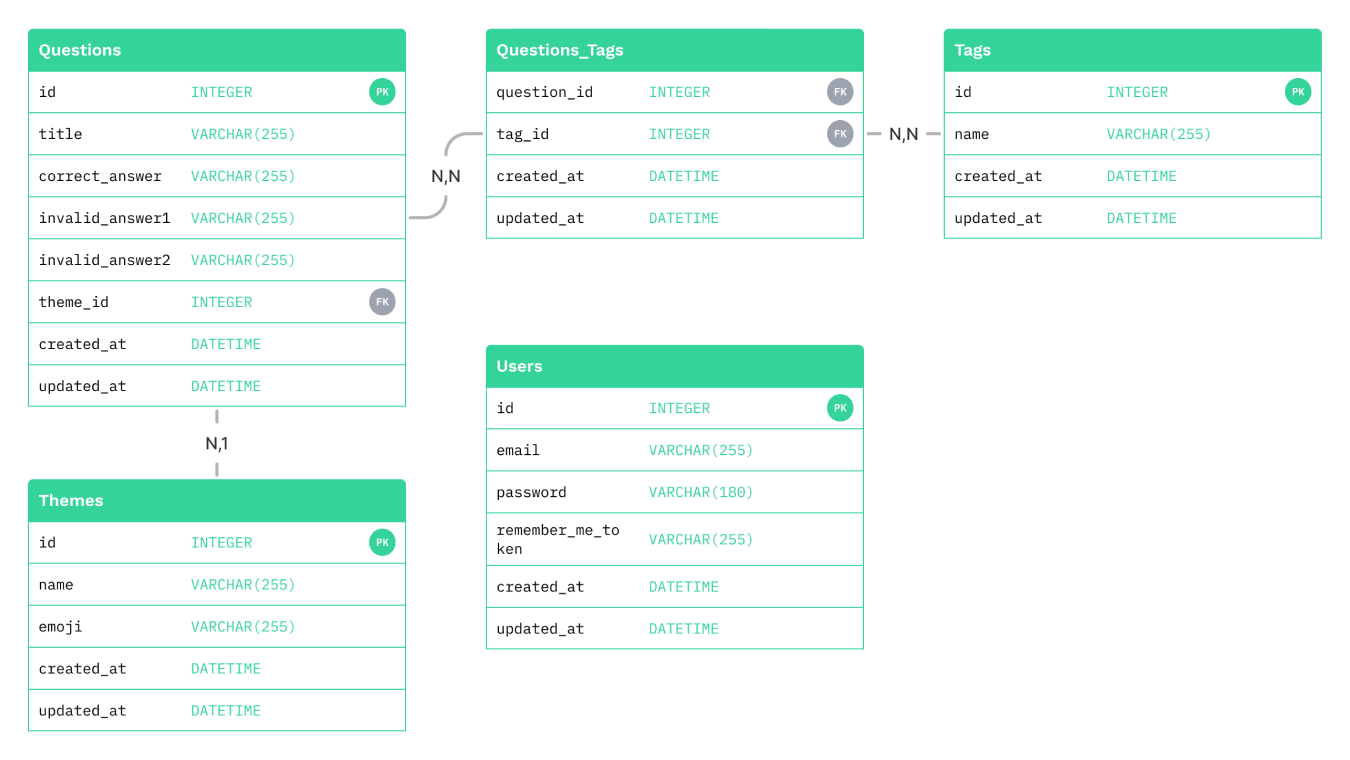 Questions
id INTEGER PK
title VARCHAR(255)
correct_answer VARCHAR(255)
invalid_answer1 VARCHAR(255)
invalid_answer2 VARCHAR(255)
theme_id INTEGER FK
created_at DATETIME
updated_at DATETIME
N,N
Questions_Tags
question_id INTEGER FK
tag_id INTEGER FK
created_at DATETIME
updated_at DATETIME
N,N
Tags
id INTEGER PK
name VARCHAR(255)
created_at DATETIME
updated_at DATETIME
N,1
Themes
id INTEGER PK
name VARCHAR(255)
emoji VARCHAR(255)
created_at DATETIME
updated_at DATETIME
Users
id INTEGER PK
email VARCHAR(255)
password VARCHAR(180)
remember_me_to
ken VARCHAR(255)
created_at DATETIME
updated_at DATETIME